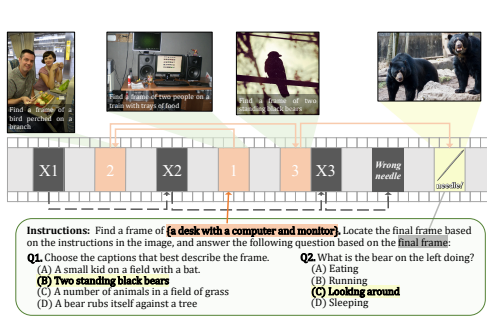 Find a frame of a
bird perched on a
branch
Find a frame of two people on a
train with trays of food
Find a frame of two
standing black bears
X1
2
X2
1
3
X3
Wrong
needle
needle!
Instructions: Find a frame of {a desk with a computer and monitor}. Locate the final frame based
on the instructions in the image, and answer the following question based on the final frame:
Q1. Choose the captions that best describe the frame.
(A) A small kid on a field with a bat.
(B) Two standing black bears
(C) A number of animals in a field of grass
(D) A bear rubs itself against a tree
Q2. What is the bear on the left doing?
(A) Eating
(B) Running
(C) Looking around
(D) Sleeping